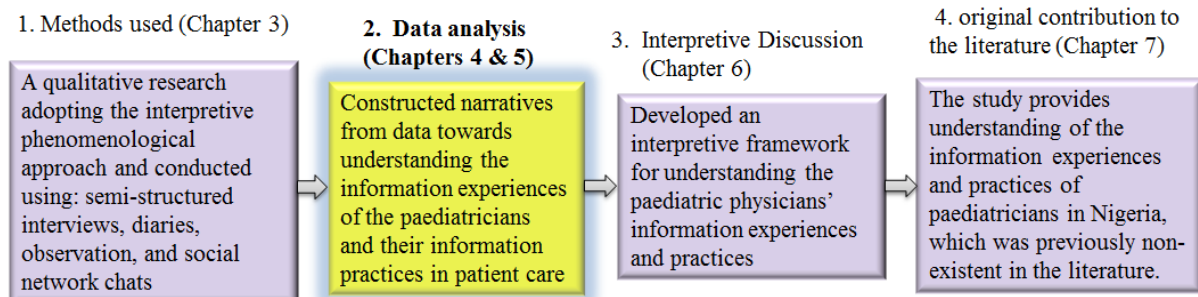 1. Methods used (Chapter 3)
A qualitative research
adopting the interpretive
phenomenological
approach and conducted
using: semi-structured
interviews, diaries,
observation, and social
network chats
2. Data analysis
(Chapters 4 & 5)
Constructed narratives
from data towards
understanding the
information experiences
of the paediatricians
and their information
practices in patient care
3. Interpretive Discussion
(Chapter 6)
Developed an
interpretive framework
for understanding the
paediatric physicians’
information experiences
and practices
4. original contribution to
the literature (Chapter 7)
The study provides
understanding of the
information experiences
and practices of
paediatricians in Nigeria,
which was previously non-
existent in the literature.